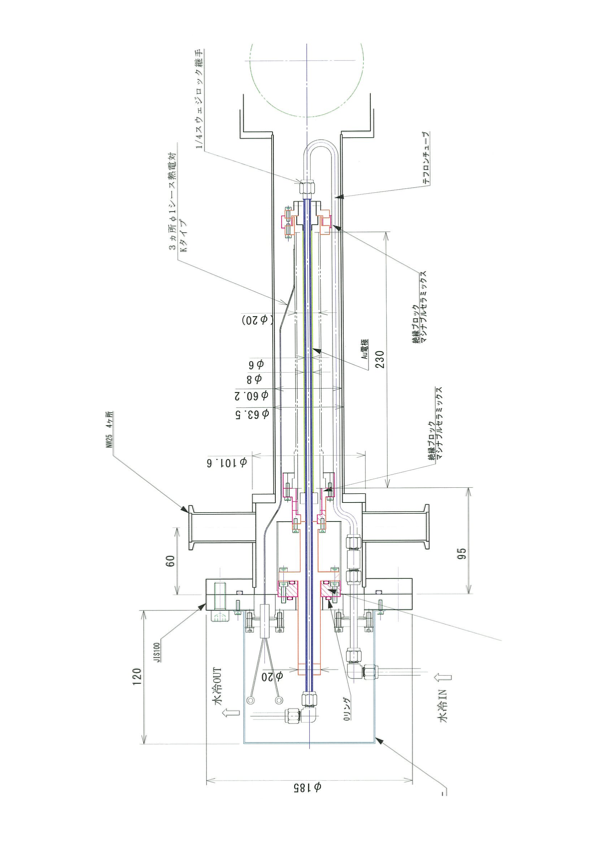 1/4スウェジロック継手
3ヵ所φ1シース熱電対
Kタイプ
テフロンチューブ
(φ20)
絶縁ブロック
マシナブルセラミックス
φ6
Au電極
φ8
230
φ60.2
φ63.5
絶縁ブロック
マシナブルセラミックス
NW25 4ヶ所
φ101.6
60
95
JIS100
120
φ20
水冷OUT
Oリング
水冷IN
φ185